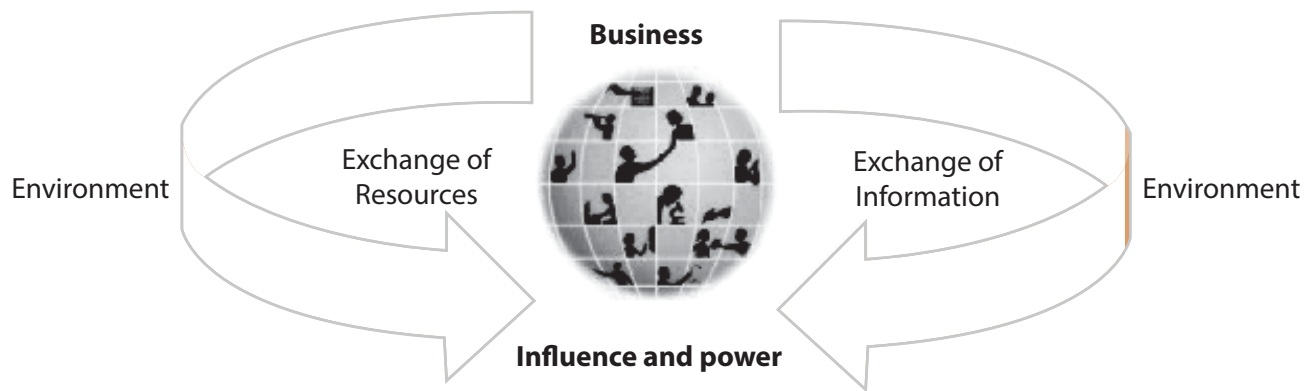 Business
Environment
Exchange of
Resources
Exchange of
Information
Environment
Influence and power